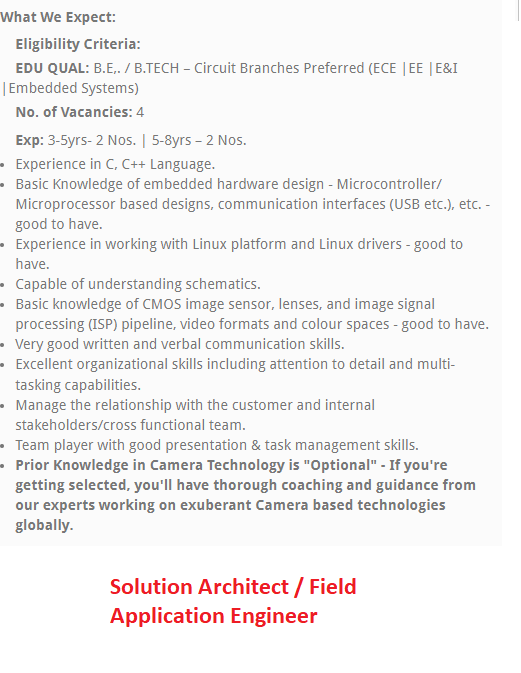 What We Expect:
Eligibility Criteria:
EDU QUAL: B.E,. / B.TECH – Circuit Branches Preferred (ECE |EE |E&I
|Embedded Systems)
No. of Vacancies: 4
Exp: 3-5yrs- 2 Nos. | 5-8yrs – 2 Nos.
• Experience in C, C++ Language.
• Basic Knowledge of embedded hardware design - Microcontroller/
Microprocessor based designs, communication interfaces (USB etc.), etc. -
good to have.
• Experience in working with Linux platform and Linux drivers - good to
have.
• Capable of understanding schematics.
• Basic knowledge of CMOS image sensor, lenses, and image signal
processing (ISP) pipeline, video formats and colour spaces - good to have.
• Very good written and verbal communication skills.
• Excellent organizational skills including attention to detail and multi-
tasking capabilities.
• Manage the relationship with the customer and internal
stakeholders/cross functional team.
• Team player with good presentation & task management skills.
• Prior Knowledge in Camera Technology is "Optional" - If you're
getting selected, you'll have thorough coaching and guidance from
our experts working on exuberant Camera based technologies
globally.
Solution Architect / Field
Application Engineer